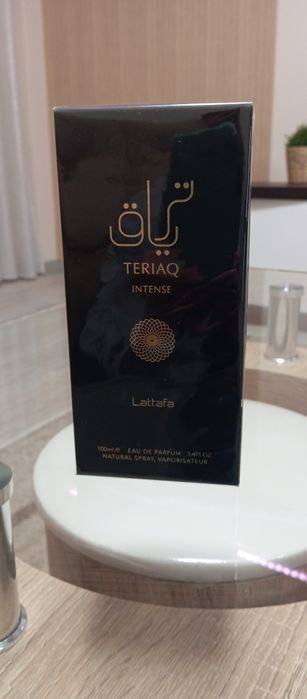 ترياق
TERIAQ
INTENSE
Lattafa
100ml.e EAU DE PARFUM 3.4fl.OZ
NATURAL SPRAY, VAPORISATEUR